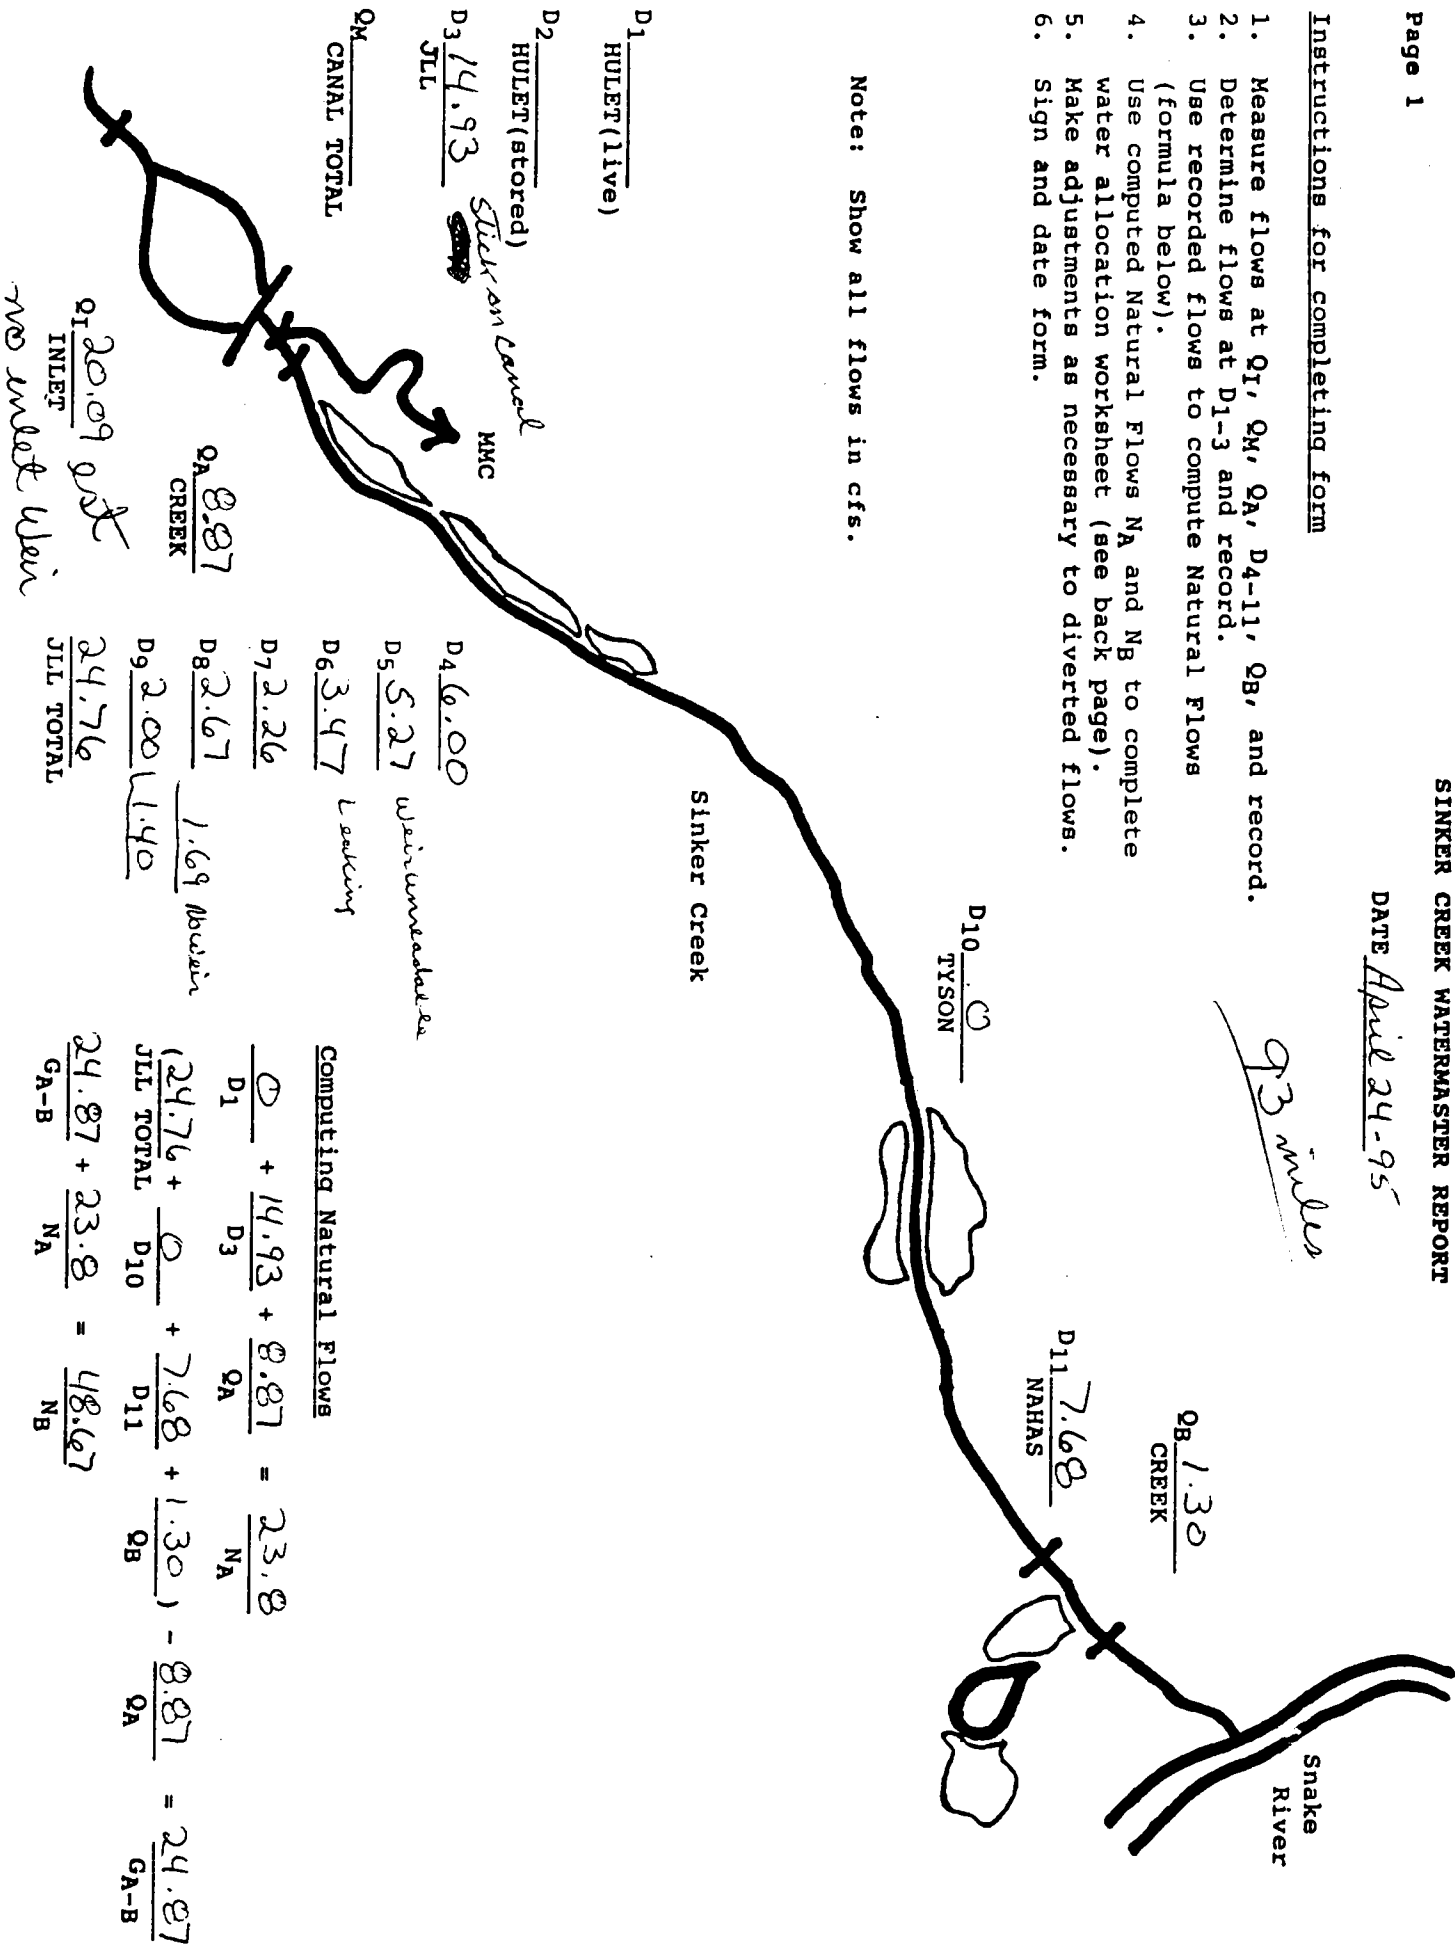 SINKER CREEK WATERMASTER REPORT
Page 1
DATE April 24-95
93 miles
Instructions for completing form
1. Measure flows at QI, QM, QA, D4-11, QB, and record.
2. Determine flows at D1-3 and record.
3. Use recorded flows to compute Natural Flows
(formula below).
4. Use computed Natural Flows NA and NB to complete
water allocation worksheet (see back page).
5. Make adjustments as necessary to diverted flows.
6. Sign and date form.
Note: Show all flows in cfs.
Snake
River
QB 1.30
CREEK
D11 7.68
NAHAS
D10 .0
TYSON
Sinker Creek
D1
HULET(live)
D2
HULET(stored)
D3 14.93 stick on canal
JLL
QM
CANAL TOTAL
MMC
QA 8.87
CREEK
QI 20.09 est
INLET
no inlet Weir
D4 6.00
D5 5.27 weir unreadable
D6 3.47 Leaking
D7 2.26
D8 2.67 1.69 No weir
D9 2.00 1.40
24.76
JLL TOTAL
Computing Natural Flows
0 + 14.93 + 8.87 = 23.8
D1 D3 QA NA
(24.76 + 0 + 7.68 + 1.30) - 8.87 = 24.87
JLL TOTAL D10 D11 QB QA GA-B
24.87 + 23.8 = 48.67
GA-B NA NB